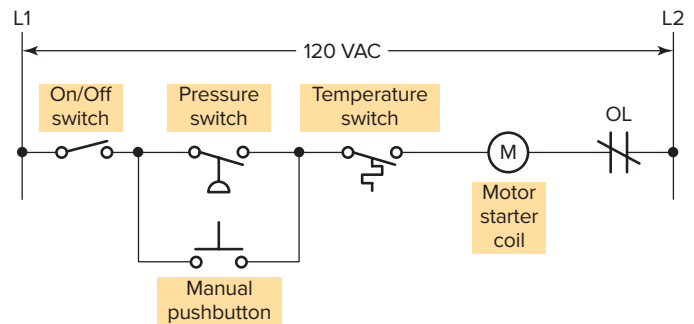 L1
L2
120 VAC
On/Off
switch
Pressure
switch
Temperature
switch
OL
M
Motor
starter
coil
Manual
pushbutton